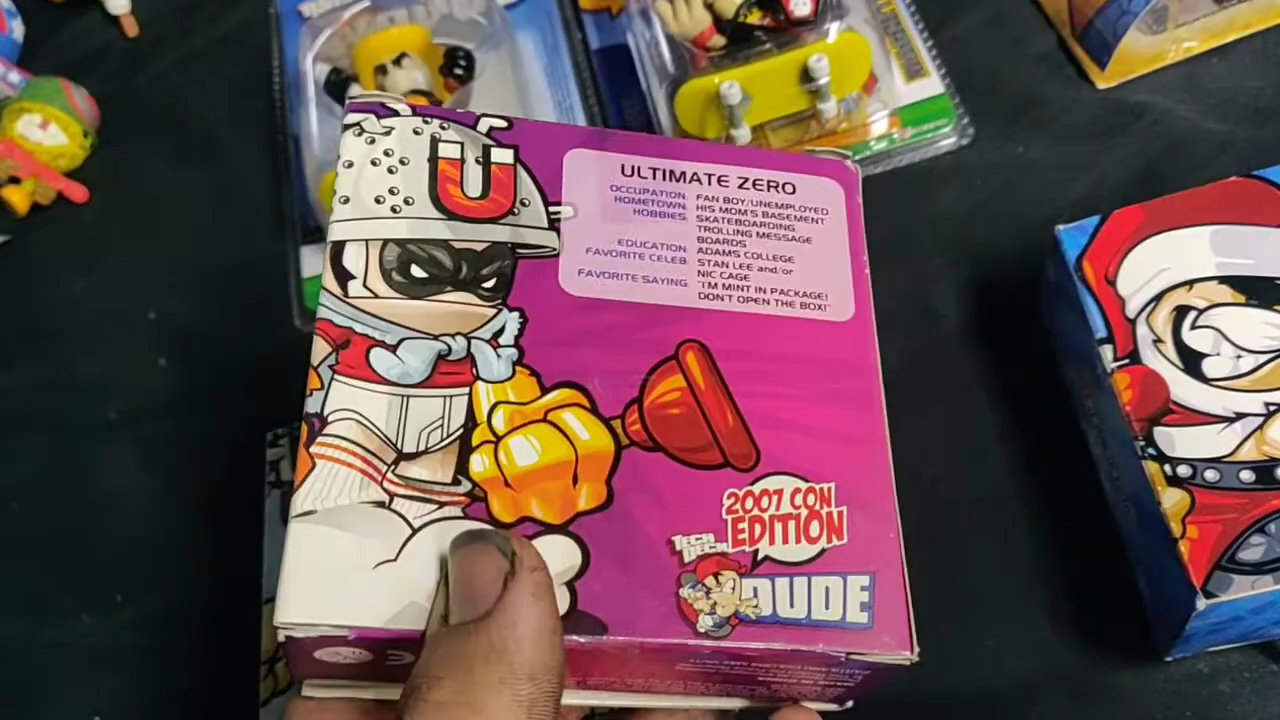 U
ULTIMATE ZERO
OCCUPATION: FAN BOY/UNEMPLOYED
HOMETOWN: HIS MOM'S BASEMENT
HOBBIES: SKATEBOARDING
TROLLING MESSAGE
BOARDS
EDUCATION: ADAMS COLLEGE
FAVORITE CELEB: STAN LEE and/or
NIC CAGE
FAVORITE SAYING: "I'M MINT IN PACKAGE!
DON'T OPEN THE BOX!"
2007 CON
EDITION
TECH
DECK
DUDE